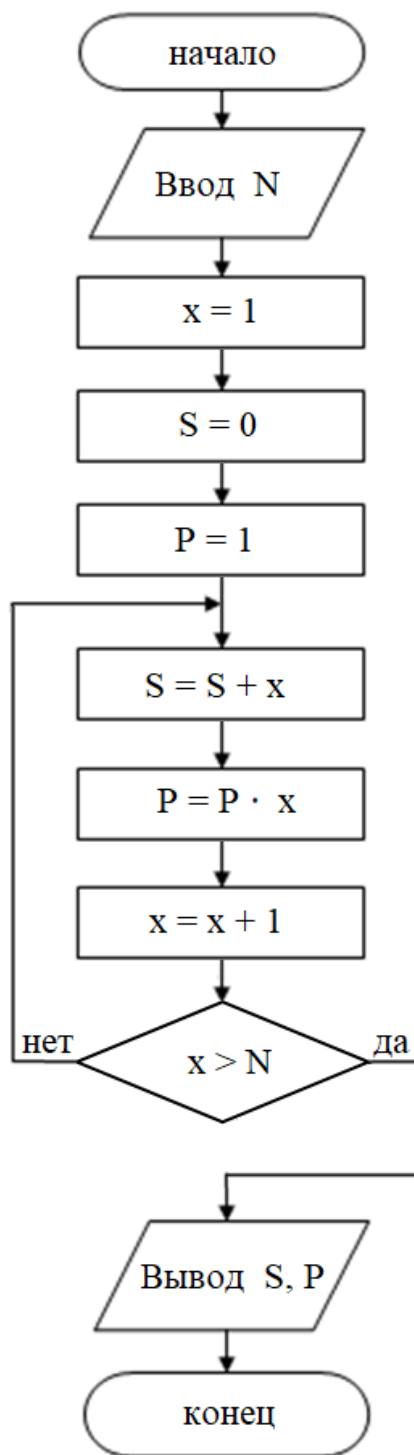 начало
Ввод N
x = 1
S = 0
P = 1
S = S + x
P = P · x
x = x + 1
нет
x > N
да
Вывод S, P
конец